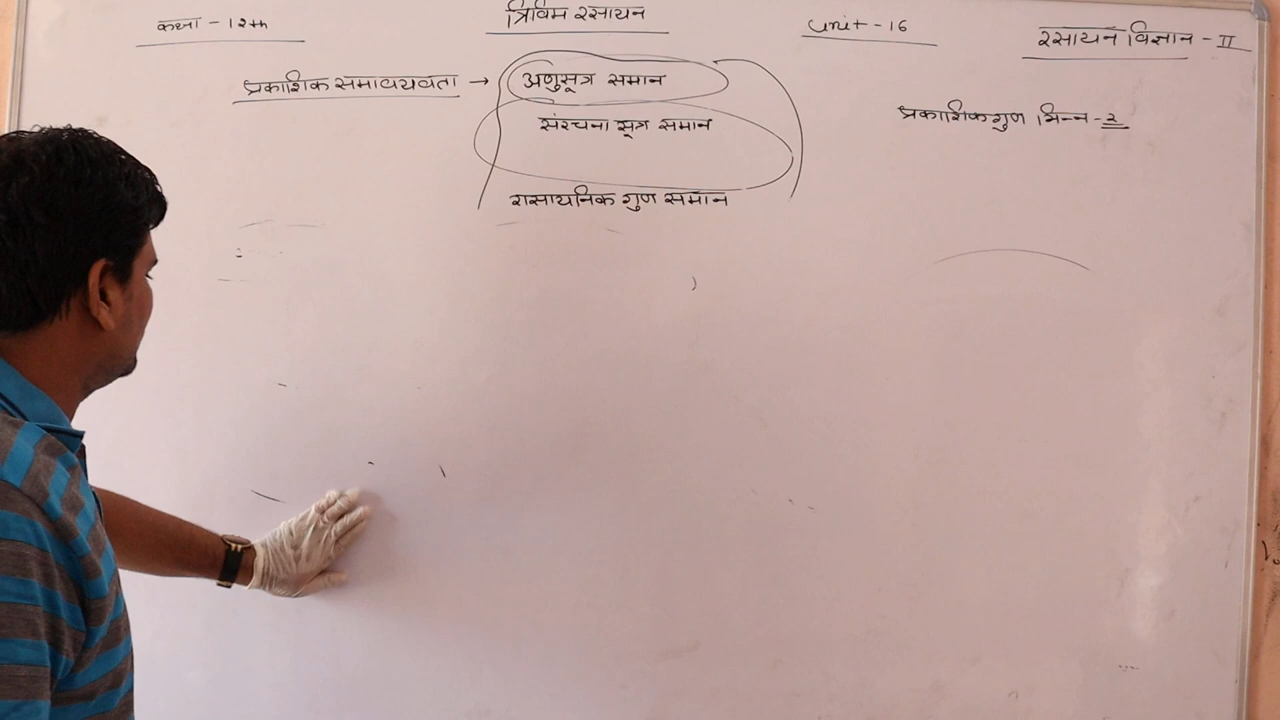 कक्षा - 12th
त्रिविम रसायन
Unit - 16
रसायन विज्ञान - II
प्रकाशिक समावयवता → अणुसूत्र समान
संरचना सूत्र समान
प्रकाशिक गुण भिन्न - २
रासायनिक गुण समान